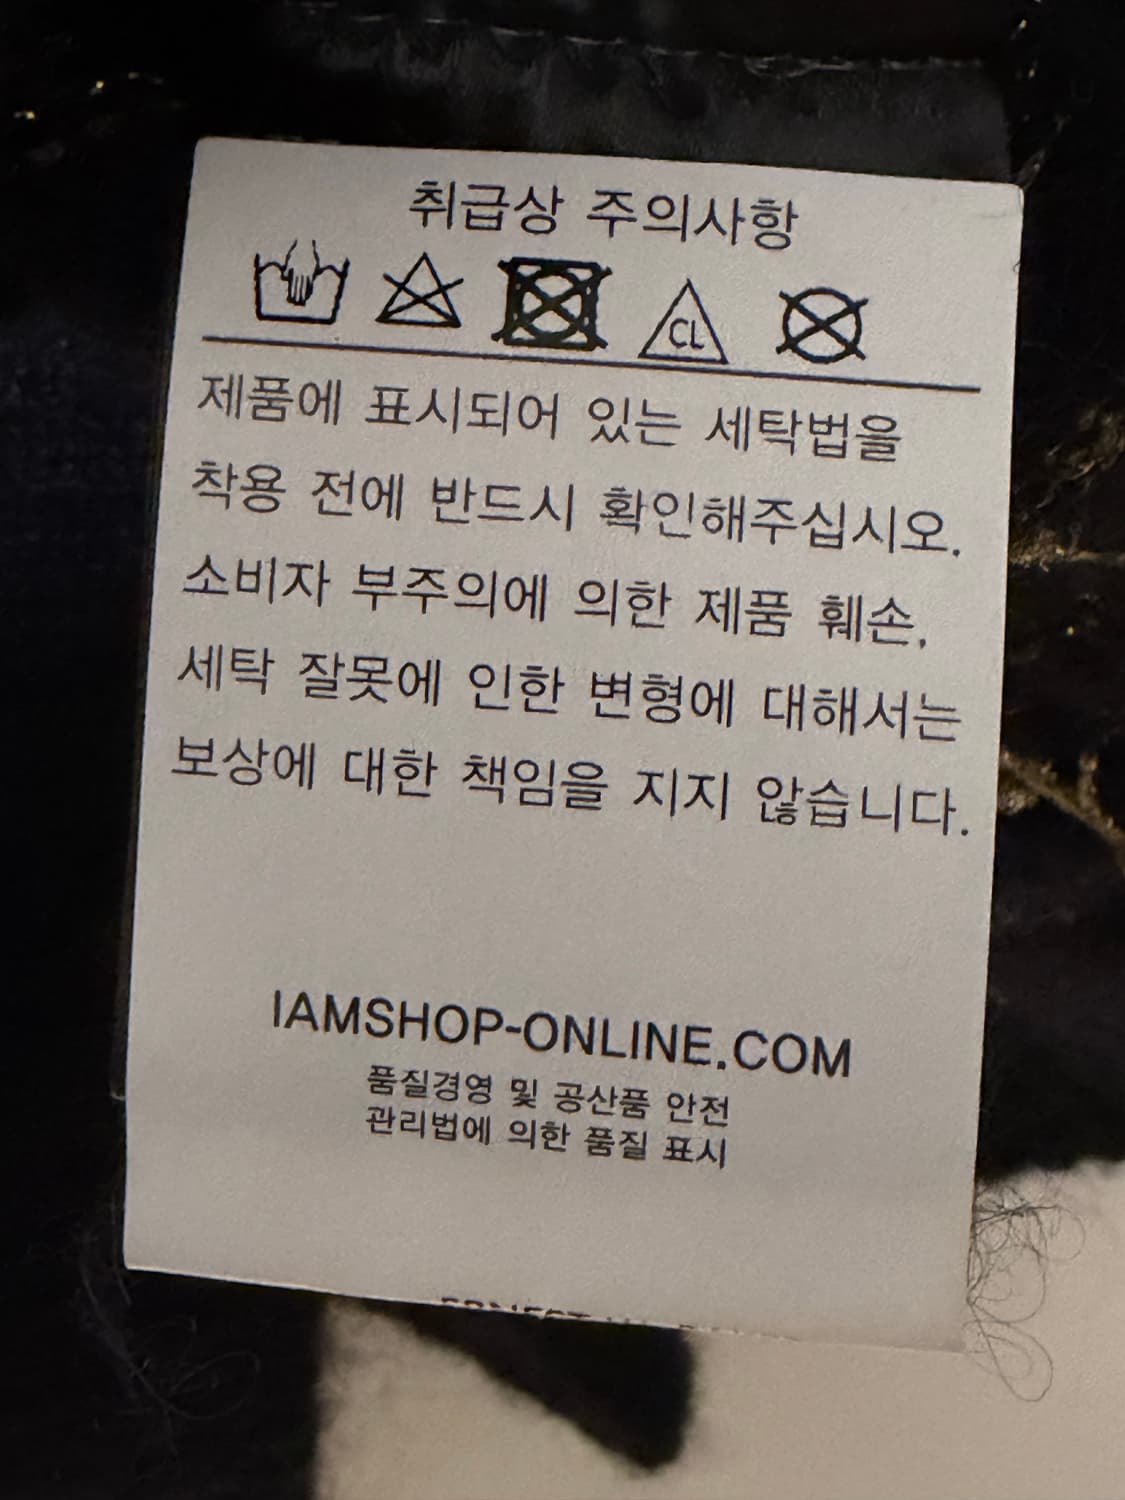 취급상 주의사항
CL
제품에 표시되어 있는 세탁법을
착용 전에 반드시 확인해주십시오.
소비자 부주의에 의한 제품 훼손,
세탁 잘못에 인한 변형에 대해서는
보상에 대한 책임을 지지 않습니다.
IAMSHOP-ONLINE.COM
품질경영 및 공산품 안전
관리법에 의한 품질 표시